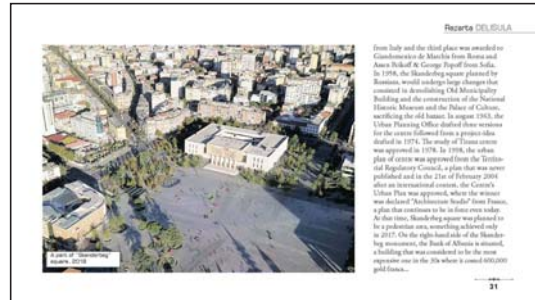 Rezarta DELISULA
from Italy and the third place was awarded to
Giandomenico de Marchis from Roma and
Assen Beikoff & George Popoff from Sofia.
In 1958, the Skanderbeg square planned by
Russians, would undergo large changes that
consisted in demolishing Old Municipality
Building and the construction of the National
Historic Museum and the Palace of Culture,
sacrificing the old bazaar. In august 1963, the
Urban Planning Office drafted three versions
for the centre followed from a project-idea
drafted in 1974. The study of Tirana centre
was approved in 1978. In 1998, the urban
plan of centre was approved from the Territo-
rial Regulatory Council, a plan that was never
published and in the 21st of February 2004
after an international contest, the Centre's
Urban Plan was approved, where the winner
was declared "Architecture Studio" from France,
a plan that continues to be in force even today.
At that time, Skanderbeg square was planned to
be a pedestrian area, something achieved only
in 2017. On the right-hand side of the Skander-
beg monument, the Bank of Albania is situated,
a building that was considered to be the most
expensive one in the 30s where it costed 600,000
gold francs...
A part of "Skanderbeg"
square, 2018
31